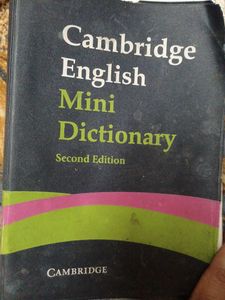 Cambridge
English
Mini
Dictionary
Second Edition
CAMBRIDGE